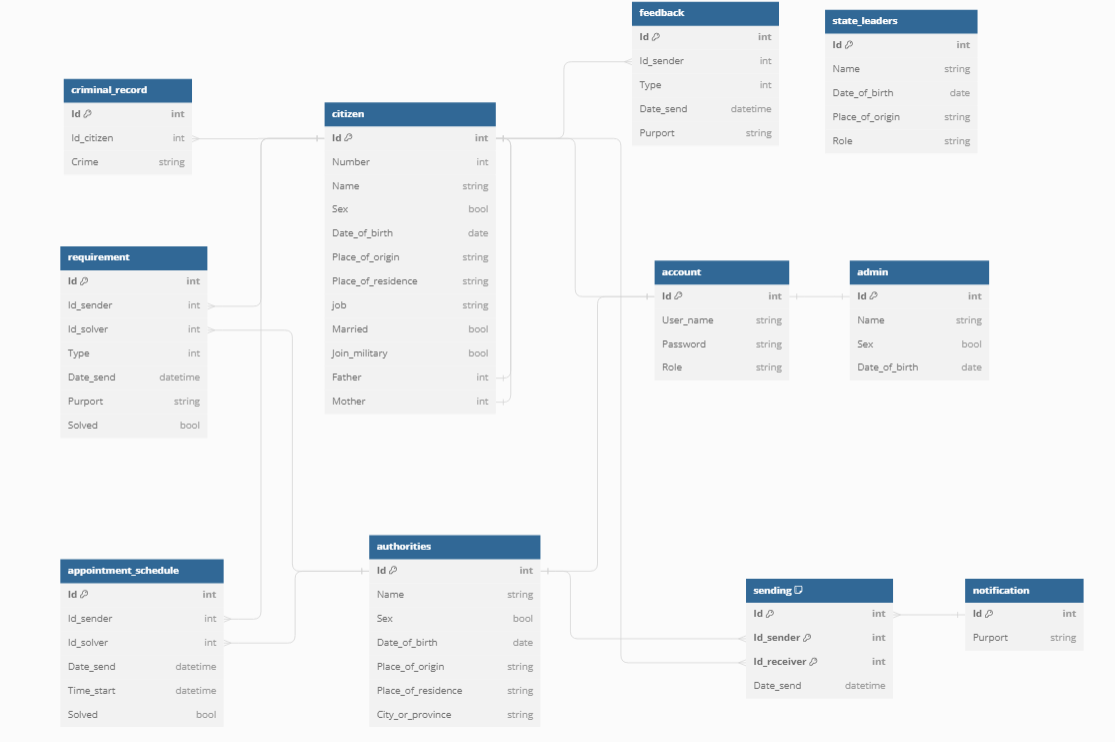 feedback
Id int
Id_sender int
Type int
Date_send datetime
Purport string
state_leaders
Id int
Name string
Date_of_birth date
Place_of_origin string
Role string
criminal_record
Id int
Id_citizen int
Crime string
citizen
Id int
Number int
Name string
Sex bool
Date_of_birth date
Place_of_origin string
Place_of_residence string
job string
Married bool
Join_military bool
Father int
Mother int
requirement
Id int
Id_sender int
Id_solver int
Type int
Date_send datetime
Purport string
Solved bool
account
Id int
User_name string
Password string
Role string
admin
Id int
Name string
Sex bool
Date_of_birth date
appointment_schedule
Id int
Id_sender int
Id_solver int
Date_send datetime
Time_start datetime
Solved bool
authorities
Id int
Name string
Sex bool
Date_of_birth date
Place_of_origin string
Place_of_residence string
City_or_province string
sending
Id int
Id_sender int
Id_receiver int
Date_send datetime
notification
Id int
Purport string